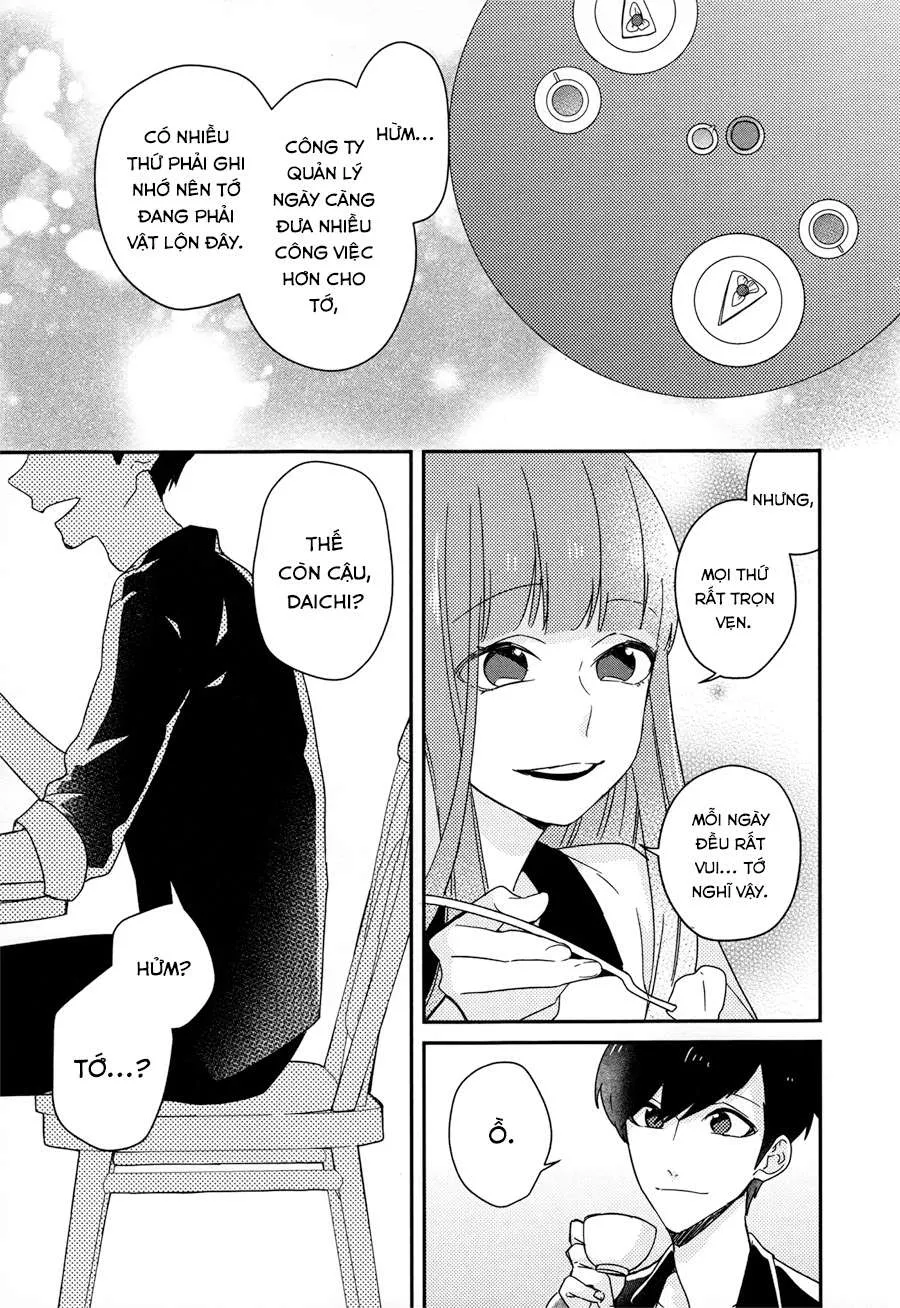 HỪM...
CÔNG TY
QUẢN LÝ
NGÀY CÀNG
ĐƯA NHIỀU
CÔNG VIỆC
HƠN CHO
TỚ,
CÓ NHIỀU
THỨ PHẢI GHI
NHỚ NÊN TỚ
ĐANG PHẢI
VẬT LỘN ĐÂY.
NHƯNG,
MỌI THỨ
RẤT TRỌN
VẸN.
MỖI NGÀY
ĐỀU RẤT
VUI... TỚ
NGHĨ VẬY.
Ồ.
THẾ
CÒN CẬU,
DAICHI?
HỬM?
TỚ...?